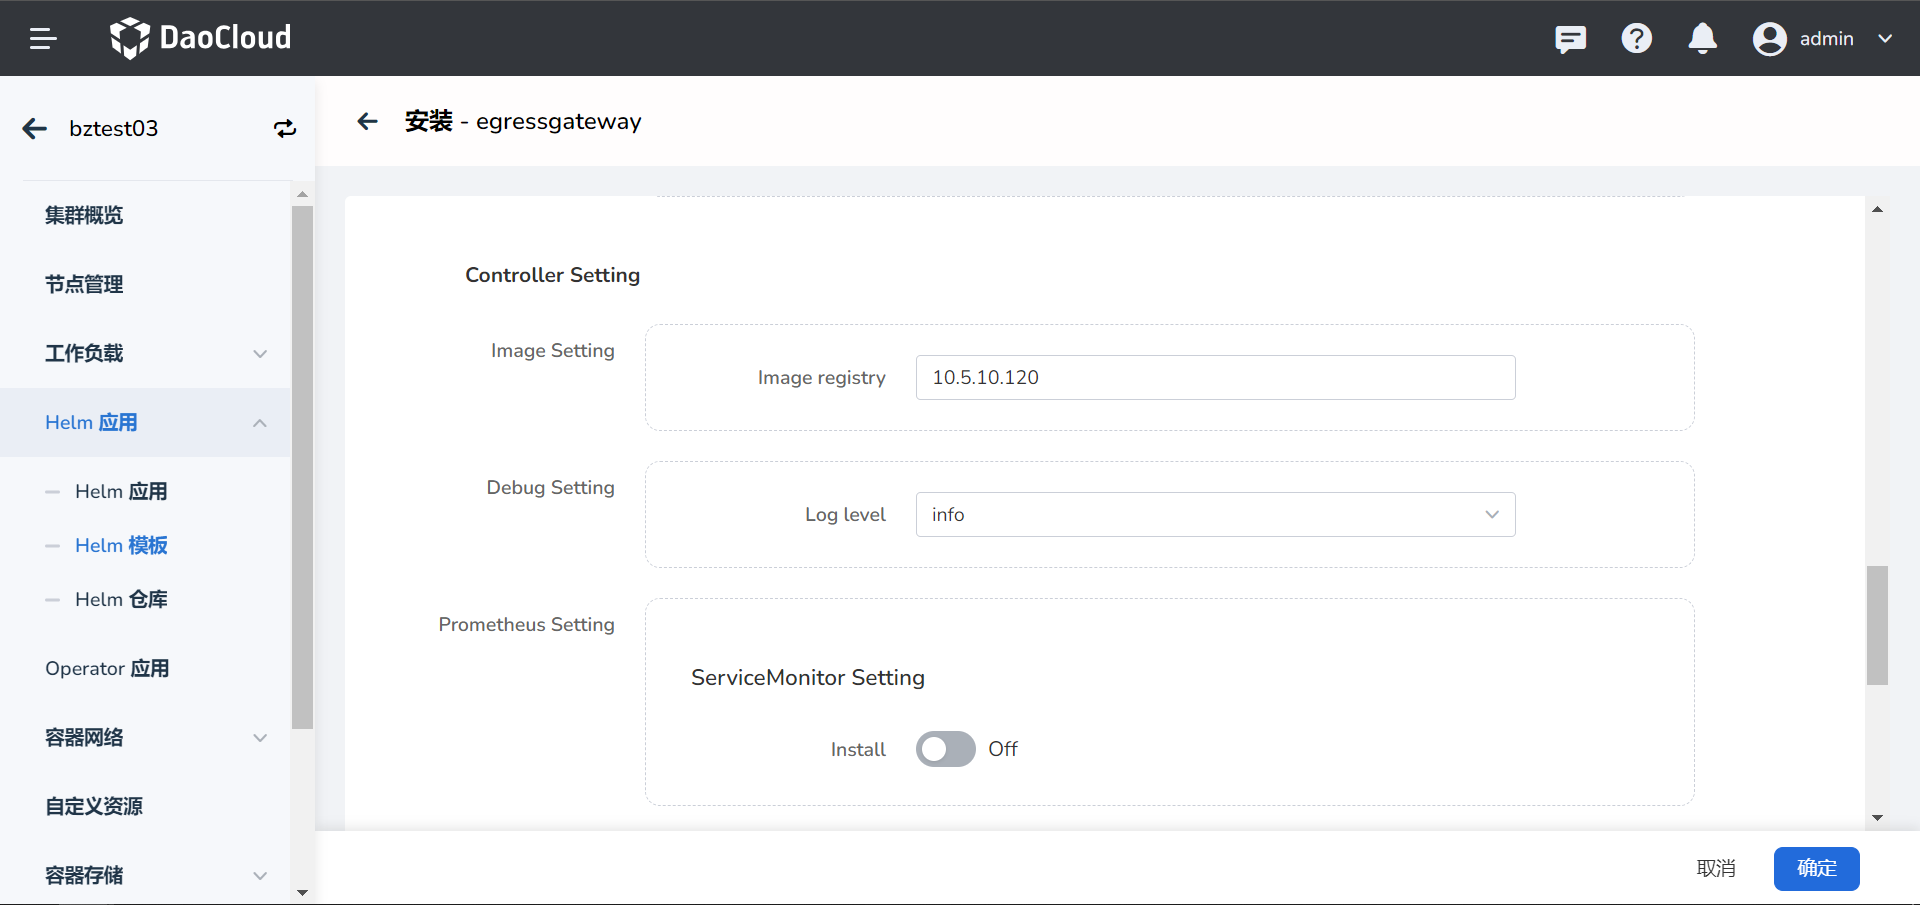 DaoCloud
admin
bztest03
集群概览
节点管理
工作负载
Helm 应用
Helm 应用
Helm 模板
Helm 仓库
Operator 应用
容器网络
自定义资源
容器存储
安装 - egressgateway
Controller Setting
Image Setting
Image registry
10.5.10.120
Debug Setting
Log level
info
Prometheus Setting
ServiceMonitor Setting
Install
Off
取消
确定